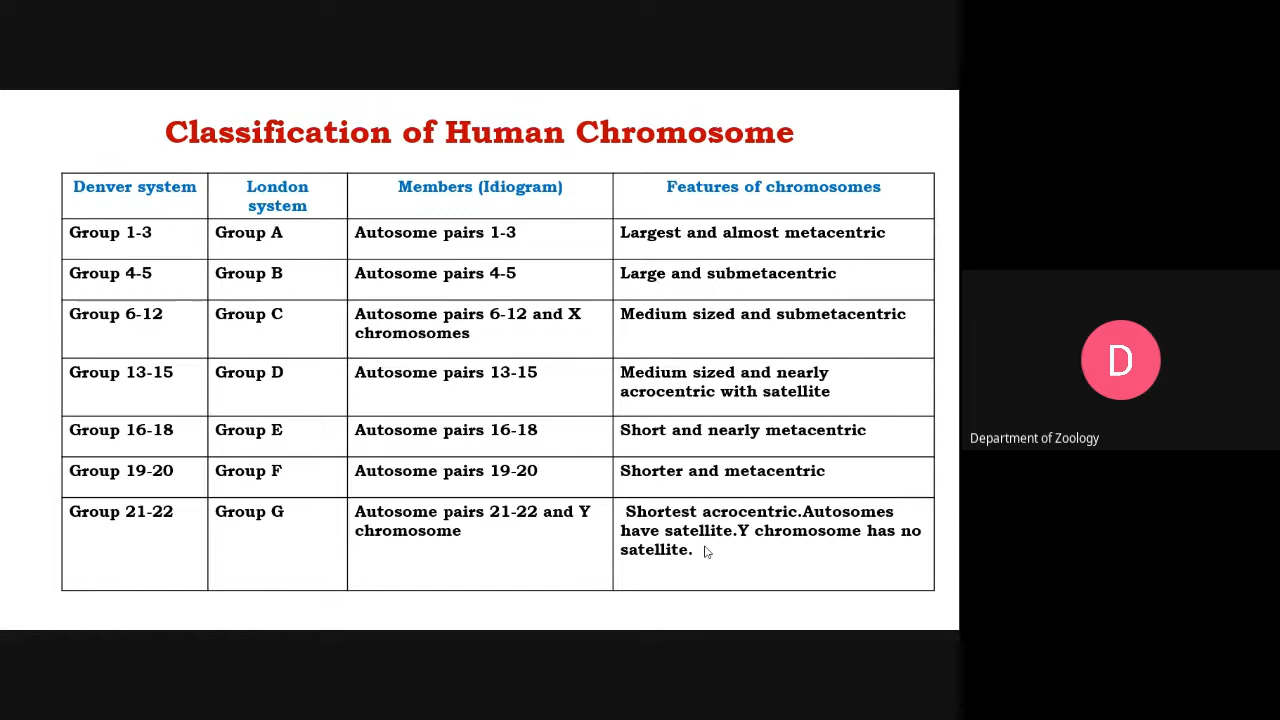 Classification of Human Chromosome
Denver system
London
system
Members (Idiogram)
Features of chromosomes
Group 1-3
Group A
Autosome pairs 1-3
Largest and almost metacentric
Group 4-5
Group B
Autosome pairs 4-5
Large and submetacentric
Group 6-12
Group C
Autosome pairs 6-12 and X
chromosomes
Medium sized and submetacentric
Group 13-15
Group D
Autosome pairs 13-15
Medium sized and nearly
acrocentric with satellite
Group 16-18
Group E
Autosome pairs 16-18
Short and nearly metacentric
Group 19-20
Group F
Autosome pairs 19-20
Shorter and metacentric
Group 21-22
Group G
Autosome pairs 21-22 and Y
chromosome
Shortest acrocentric.Autosomes
have satellite.Y chromosome has no
satellite.
D
Department of Zoology